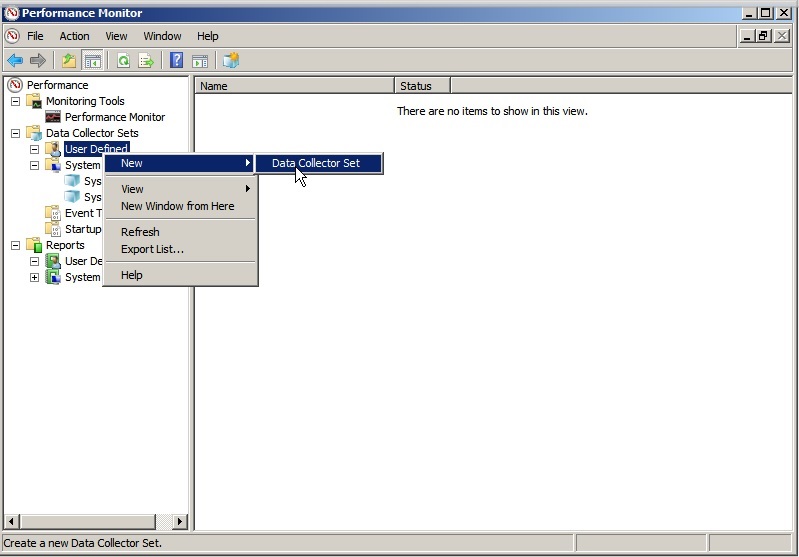 Performance Monitor
File Action View Window Help
Performance
Monitoring Tools
Performance Monitor
Data Collector Sets
User Defined
System
Sys
Sys
Event T
Startup
Reports
User De
System
Name Status
There are no items to show in this view.
New
Data Collector Set
View
New Window from Here
Refresh
Export List...
Help
Create a new Data Collector Set.